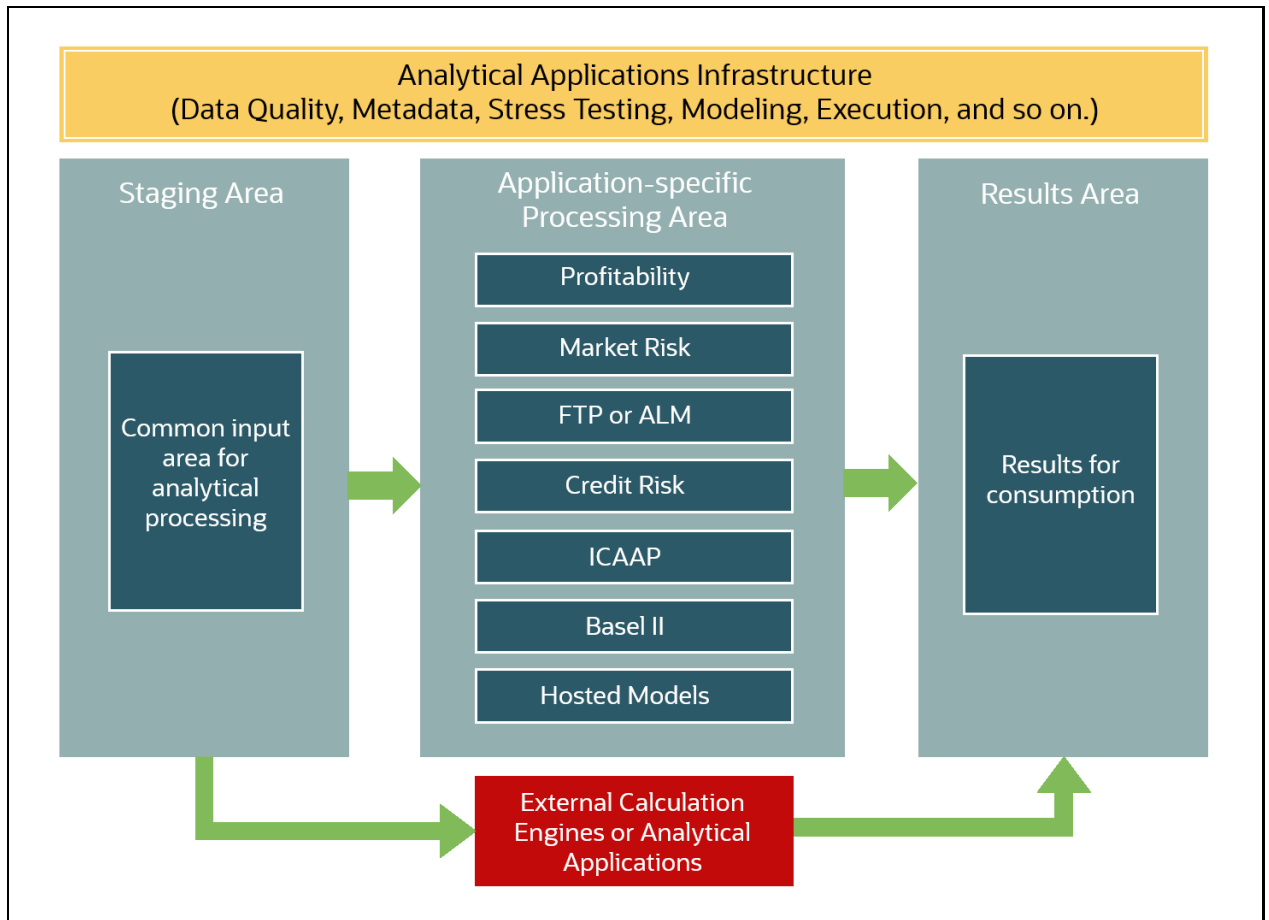 Analytical Applications Infrastructure
(Data Quality, Metadata, Stress Testing, Modeling, Execution, and so on.)
Staging Area
Common input
area for
analytical
processing
Application-specific
Processing Area
Profitability
Market Risk
FTP or ALM
Credit Risk
ICAAP
Basel II
Hosted Models
Results Area
Results for
consumption
External Calculation
Engines or Analytical
Applications